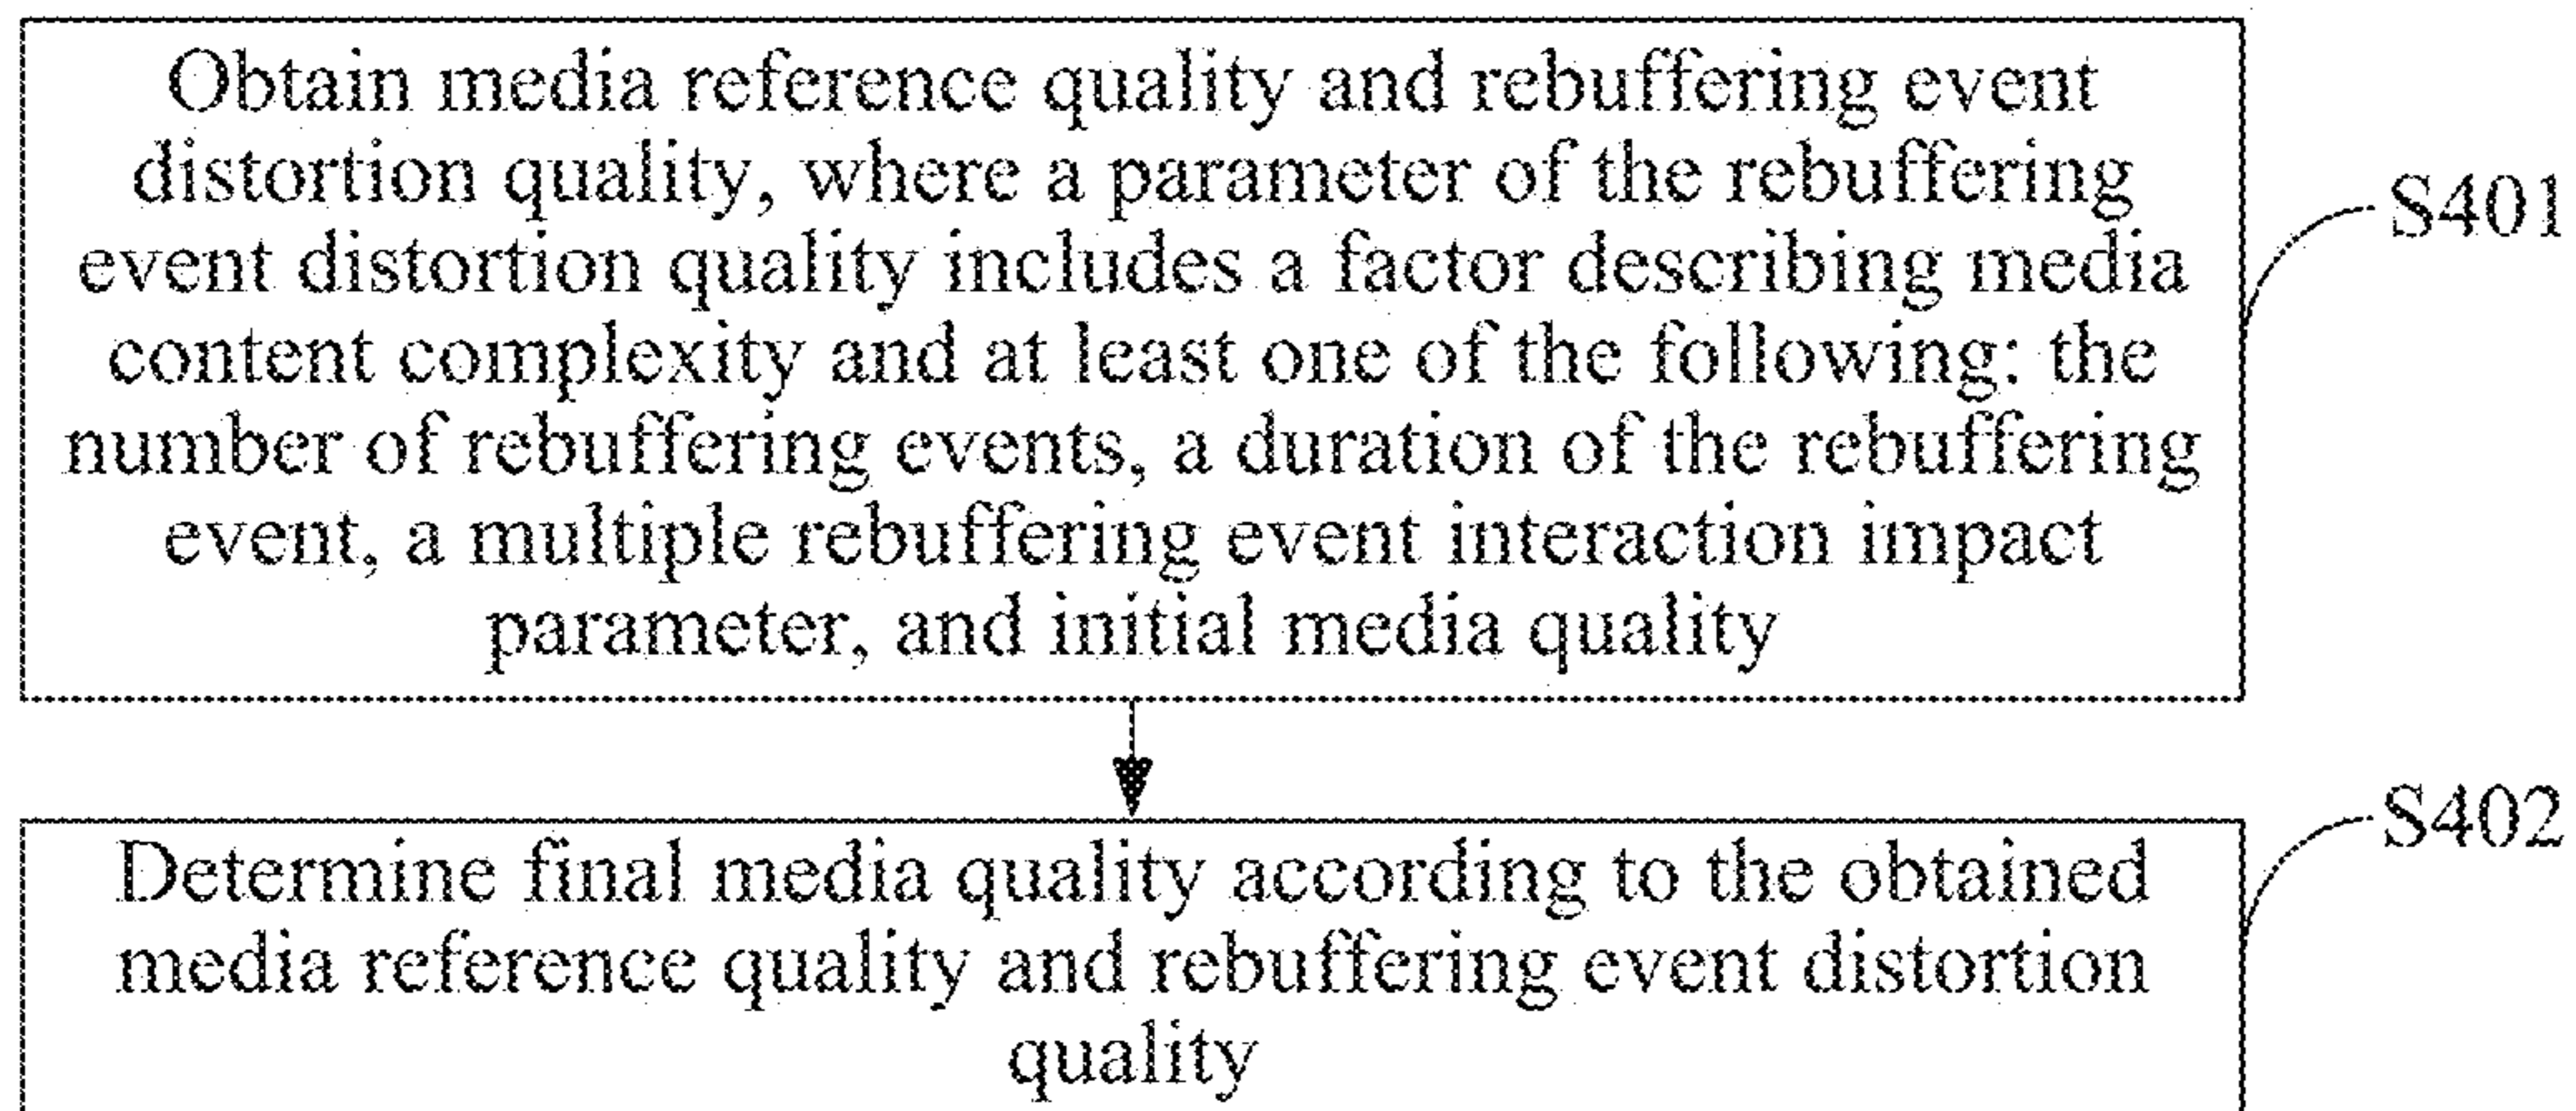 Obtain media reference quality and rebuffering event
distortion quality, where a parameter of the rebuffering
event distortion quality includes a factor describing media
content complexity and at least one of the following: the
number of rebuffering events, a duration of the rebuffering
event, a multiple rebuffering event interaction impact
parameter, and initial media quality
S401
Determine final media quality according to the obtained
media reference quality and rebuffering event distortion
quality
S402